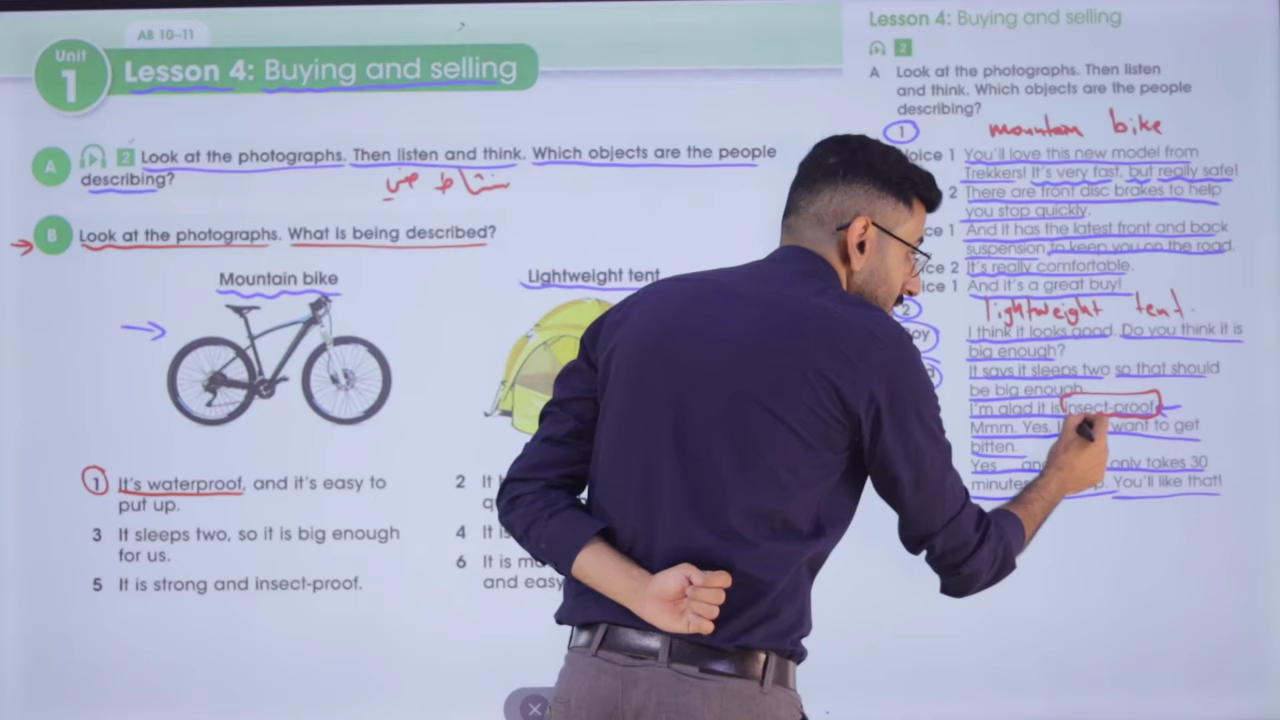 AB 10–11
Unit
1
Lesson 4: Buying and selling
A 2 Look at the photographs. Then listen and think. Which objects are the people
describing?
B Look at the photographs. What is being described?
Mountain bike
Lightweight tent
1 It's waterproof, and it's easy to
put up.
3 It sleeps two, so it is big enough
for us.
5 It is strong and insect-proof.
2 It
4 It is
6 It is
and easy
Lesson 4: Buying and selling
2
A Look at the photographs. Then listen
and think. Which objects are the people
describing?
1 mountain bike
Voice 1 You'll love this new model from
Trekkers! It's very fast, but really safe!
2 There are front disc brakes to help
you stop quickly.
1 And it has the latest front and back
suspension to keep you on the road.
2 It's really comfortable.
1 And it's a great buy!
2 lightweight tent.
I think it looks good. Do you think it is
big enough?
It says it sleeps two so that should
be big enough.
I'm glad it is insect-proof
Mmm. Yes. want to get
bitten.
Yes only takes 30
minutes You'll like that!